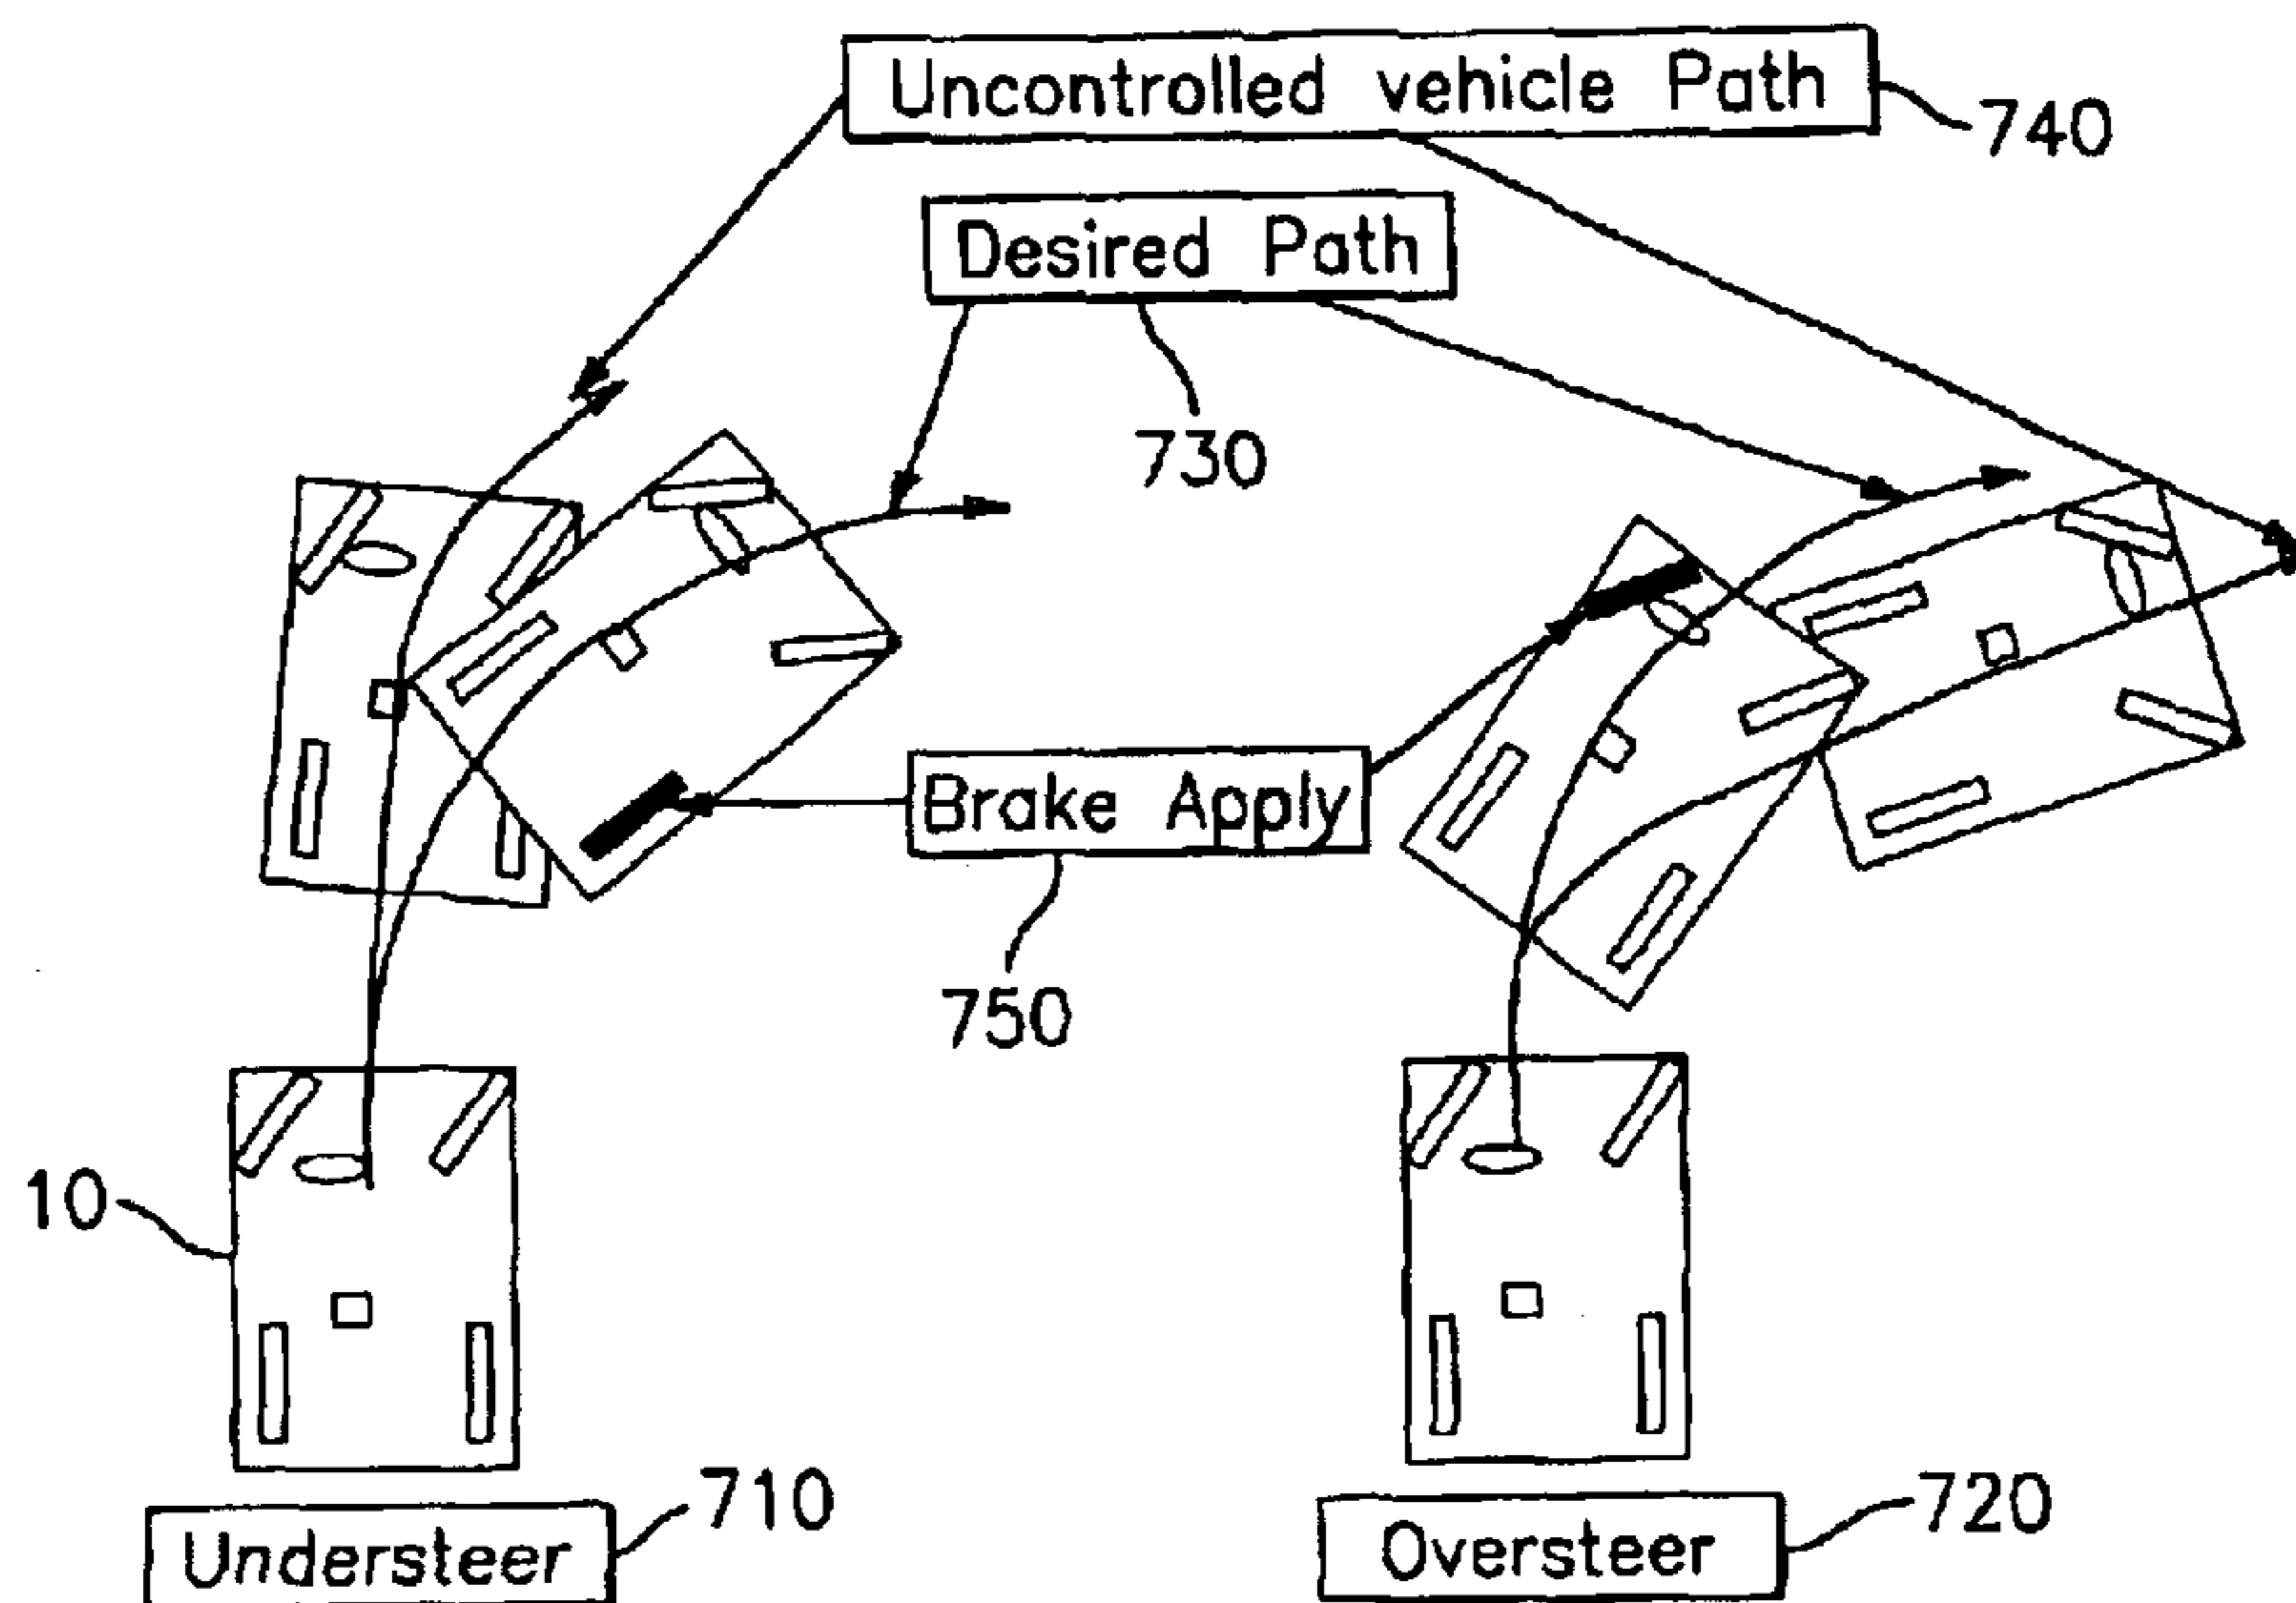 Uncontrolled vehicle Path
740
Desired Path
730
Brake Apply
750
10
710
Understeer
720
Oversteer